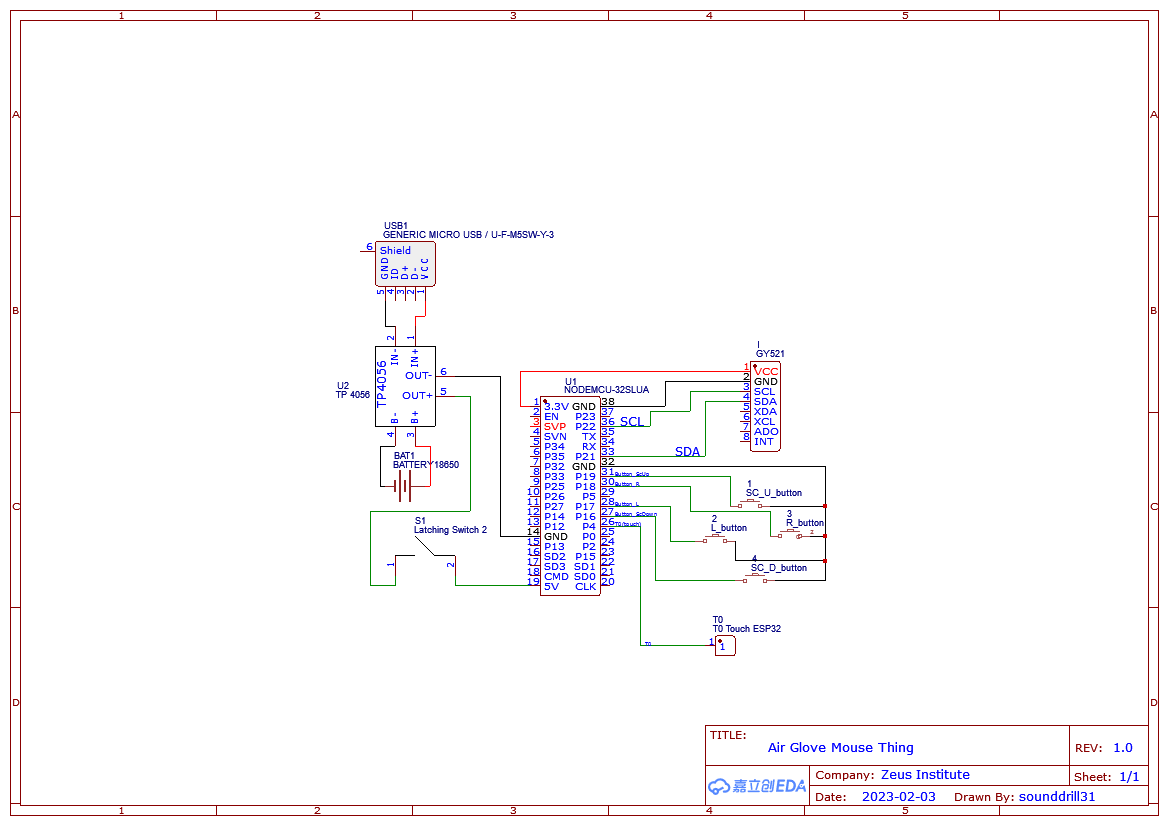 1 2 3 4 5
A A
B B
C C
D D
USB1
GENERIC MICRO USB / U-F-M5SW-Y-3
6 Shield
GND ID D+ D- VCC
5 4 3 2 1
2 1
IN- IN+
U2
TP 4056
TP4056
OUT- 6
OUT+ 5
B- B+
4 3
BAT1
BATTERY18650
S1
Latching Switch 2
1 2
U1
NODEMCU-32SLUA
1 3.3V GND 38
2 EN P23 37
3 SVP P22 36 SCL
4 SVN TX 35
5 P34 RX 34
6 P35 P21 33 SDA
7 P32 GND 32
8 P33 P19 31 Button_ScUp
9 P25 P18 30 Button_R
10 P26 P5 29
11 P27 P17 28 Button_L
12 P14 P16 27 Button_ScDown
13 P12 P4 26 T0(touch)
14 GND P0 25
15 P13 P2 24
16 SD2 P15 23
17 SD3 SD1 22
18 CMD SD0 21
19 5V CLK 20
I
GY521
1 VCC
2 GND
3 SCL
4 SDA
5 XDA
6 XCL
7 ADO
8 INT
1
SC_U_button
3
R_button
2
2
L_button
4
SC_D_button
T0
T0 Touch ESP32
T0 1 1
TITLE:
Air Glove Mouse Thing
REV: 1.0
嘉立创EDA
Company: Zeus Institute
Sheet: 1/1
Date: 2023-02-03 Drawn By: sounddrill31
1 2 3 4 5